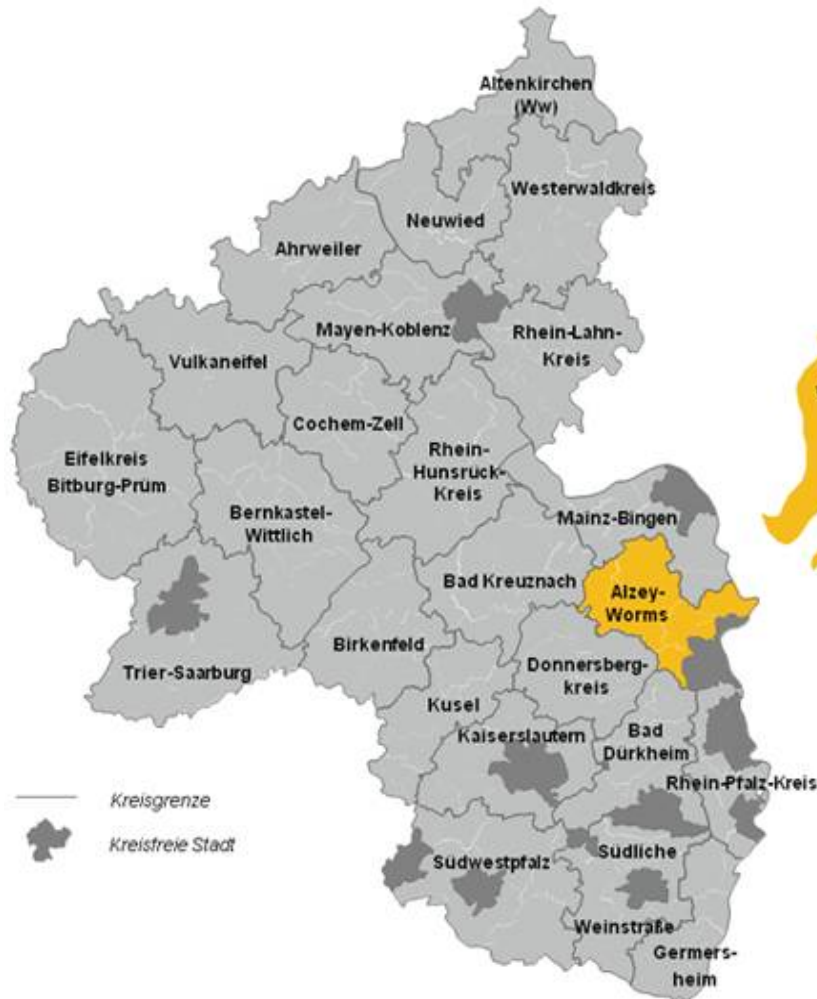 Altenkirchen
(Ww)
Westerwaldkreis
Neuwied
Ahrweiler
Mayen-Koblenz
Rhein-Lahn-
Kreis
Vulkaneifel
Cochem-Zell
Eifelkreis
Bitburg-Prüm
Rhein-
Hunsrück-
Kreis
Bernkastel-
Wittlich
Mainz-Bingen
Bad Kreuznach
Alzey-
Worms
Birkenfeld
Trier-Saarburg
Donnersberg-
kreis
Kusel
Kaiserslautern
Bad
Dürkheim
Rhein-Pfalz-Kreis
Kreisgrenze
Kreisfreie Stadt
Südwestpfalz
Südliche
Weinstraße
Germers-
heim